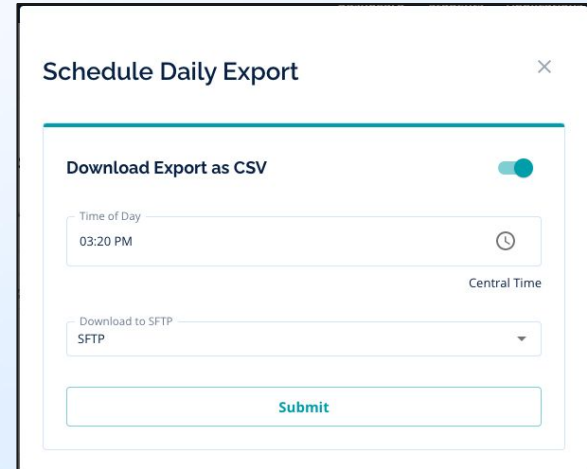 Schedule Daily Export
Download Export as CSV
Time of Day
03:20 PM
Central Time
Download to SFTP
SFTP
Submit